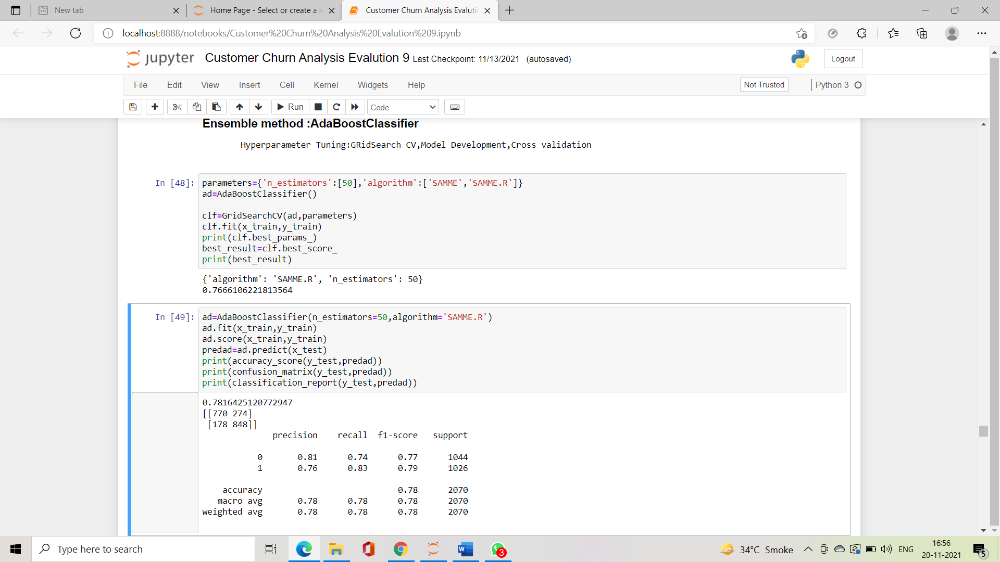 New tab
Home Page - Select or create a n
Customer Churn Analysis Evalutic
localhost:8888/notebooks/Customer%20Churn%20Analysis%20Evalution%209.ipynb
jupyter Customer Churn Analysis Evalution 9 Last Checkpoint: 11/13/2021 (autosaved)
Logout
File Edit View Insert Cell Kernel Widgets Help
Not Trusted
Python 3
Run
Code
Ensemble method :AdaBoostClassifier
Hyperparameter Tuning:GRidSearch CV,Model Development,Cross validation
In [48]: parameters={'n_estimators':[50],'algorithm':['SAMME','SAMME.R']}
ad=AdaBoostClassifier()
clf=GridSearchCV(ad,parameters)
clf.fit(x_train,y_train)
print(clf.best_params_)
best_result=clf.best_score_
print(best_result)
{'algorithm': 'SAMME.R', 'n_estimators': 50}
0.7666106221813564
In [49]: ad=AdaBoostClassifier(n_estimators=50,algorithm='SAMME.R')
ad.fit(x_train,y_train)
ad.score(x_train,y_train)
predad=ad.predict(x_test)
print(accuracy_score(y_test,predad))
print(confusion_matrix(y_test,predad))
print(classification_report(y_test,predad))
0.7816425120772947
[[770 274]
[178 848]]
precision recall f1-score support
0 0.81 0.74 0.77 1044
1 0.76 0.83 0.79 1026
accuracy 0.78 2070
macro avg 0.78 0.78 0.78 2070
weighted avg 0.78 0.78 0.78 2070
Type here to search
W
3
34°C Smoke
ENG
16:56
20-11-2021
5